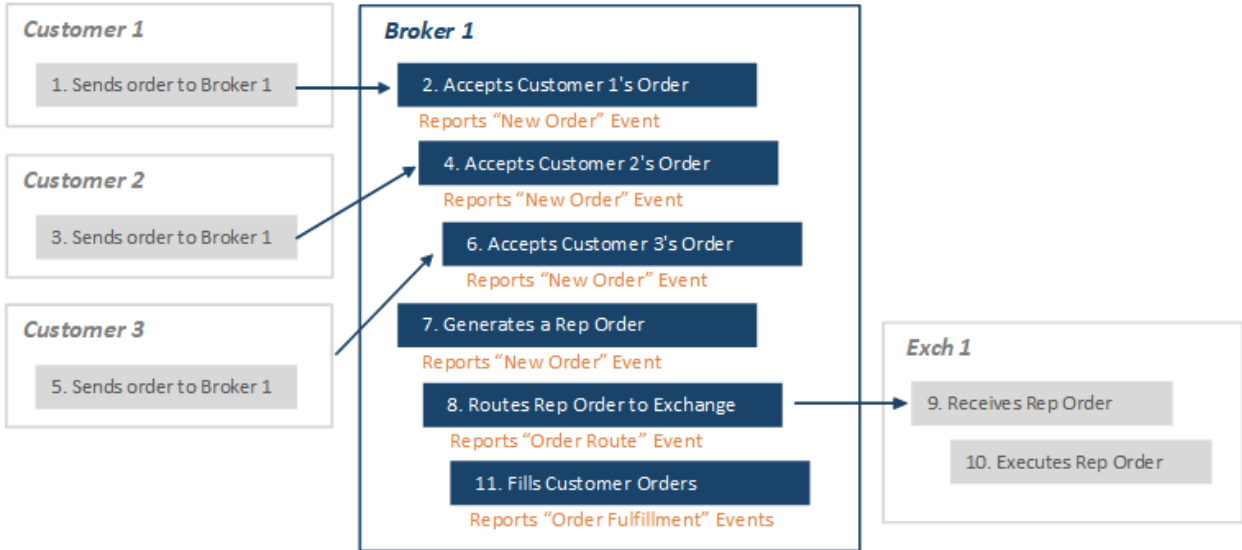 Customer 1
1. Sends order to Broker 1
Customer 2
3. Sends order to Broker 1
Customer 3
5. Sends order to Broker 1
Broker 1
2. Accepts Customer 1's Order
Reports “New Order” Event
4. Accepts Customer 2's Order
Reports “New Order” Event
6. Accepts Customer 3's Order
Reports “New Order” Event
7. Generates a Rep Order
Reports “New Order” Event
8. Routes Rep Order to Exchange
Reports “Order Route” Event
11. Fills Customer Orders
Reports “Order Fulfillment” Events
Exch 1
9. Receives Rep Order
10. Executes Rep Order